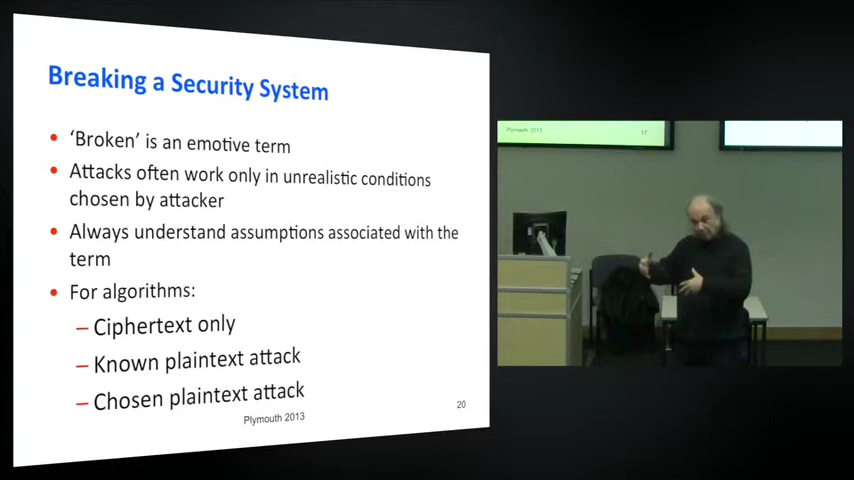 Breaking a Security System
• 'Broken' is an emotive term
• Attacks often work only in unrealistic conditions
chosen by attacker
• Always understand assumptions associated with the
term
• For algorithms:
– Ciphertext only
– Known plaintext attack
– Chosen plaintext attack
Plymouth 2013
20
Plymouth 2013
17